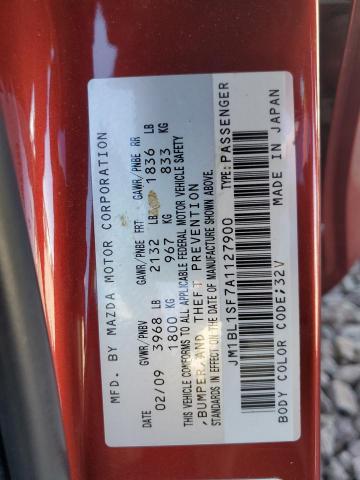 MFD. BY MAZDA MOTOR CORPORATION
DATE GVWR/PNBV GAWR/PNBE FRT GAWR/PNBE RR
02/09 3968 LB 2132 LB 1836 LB
1800 KG 967 KG 833 KG
THIS VEHICLE CONFORMS TO ALL APPLICABLE FEDERAL MOTOR VEHICLE SAFETY
, BUMPER, AND THEFT PREVENTION
STANDARDS IN EFFECT ON THE DATE OF MANUFACTURE SHOWN ABOVE.
JM1BL1SF7A1127900 TYPE:PASSENGER
BODY COLOR CODE:32V MADE IN JAPAN